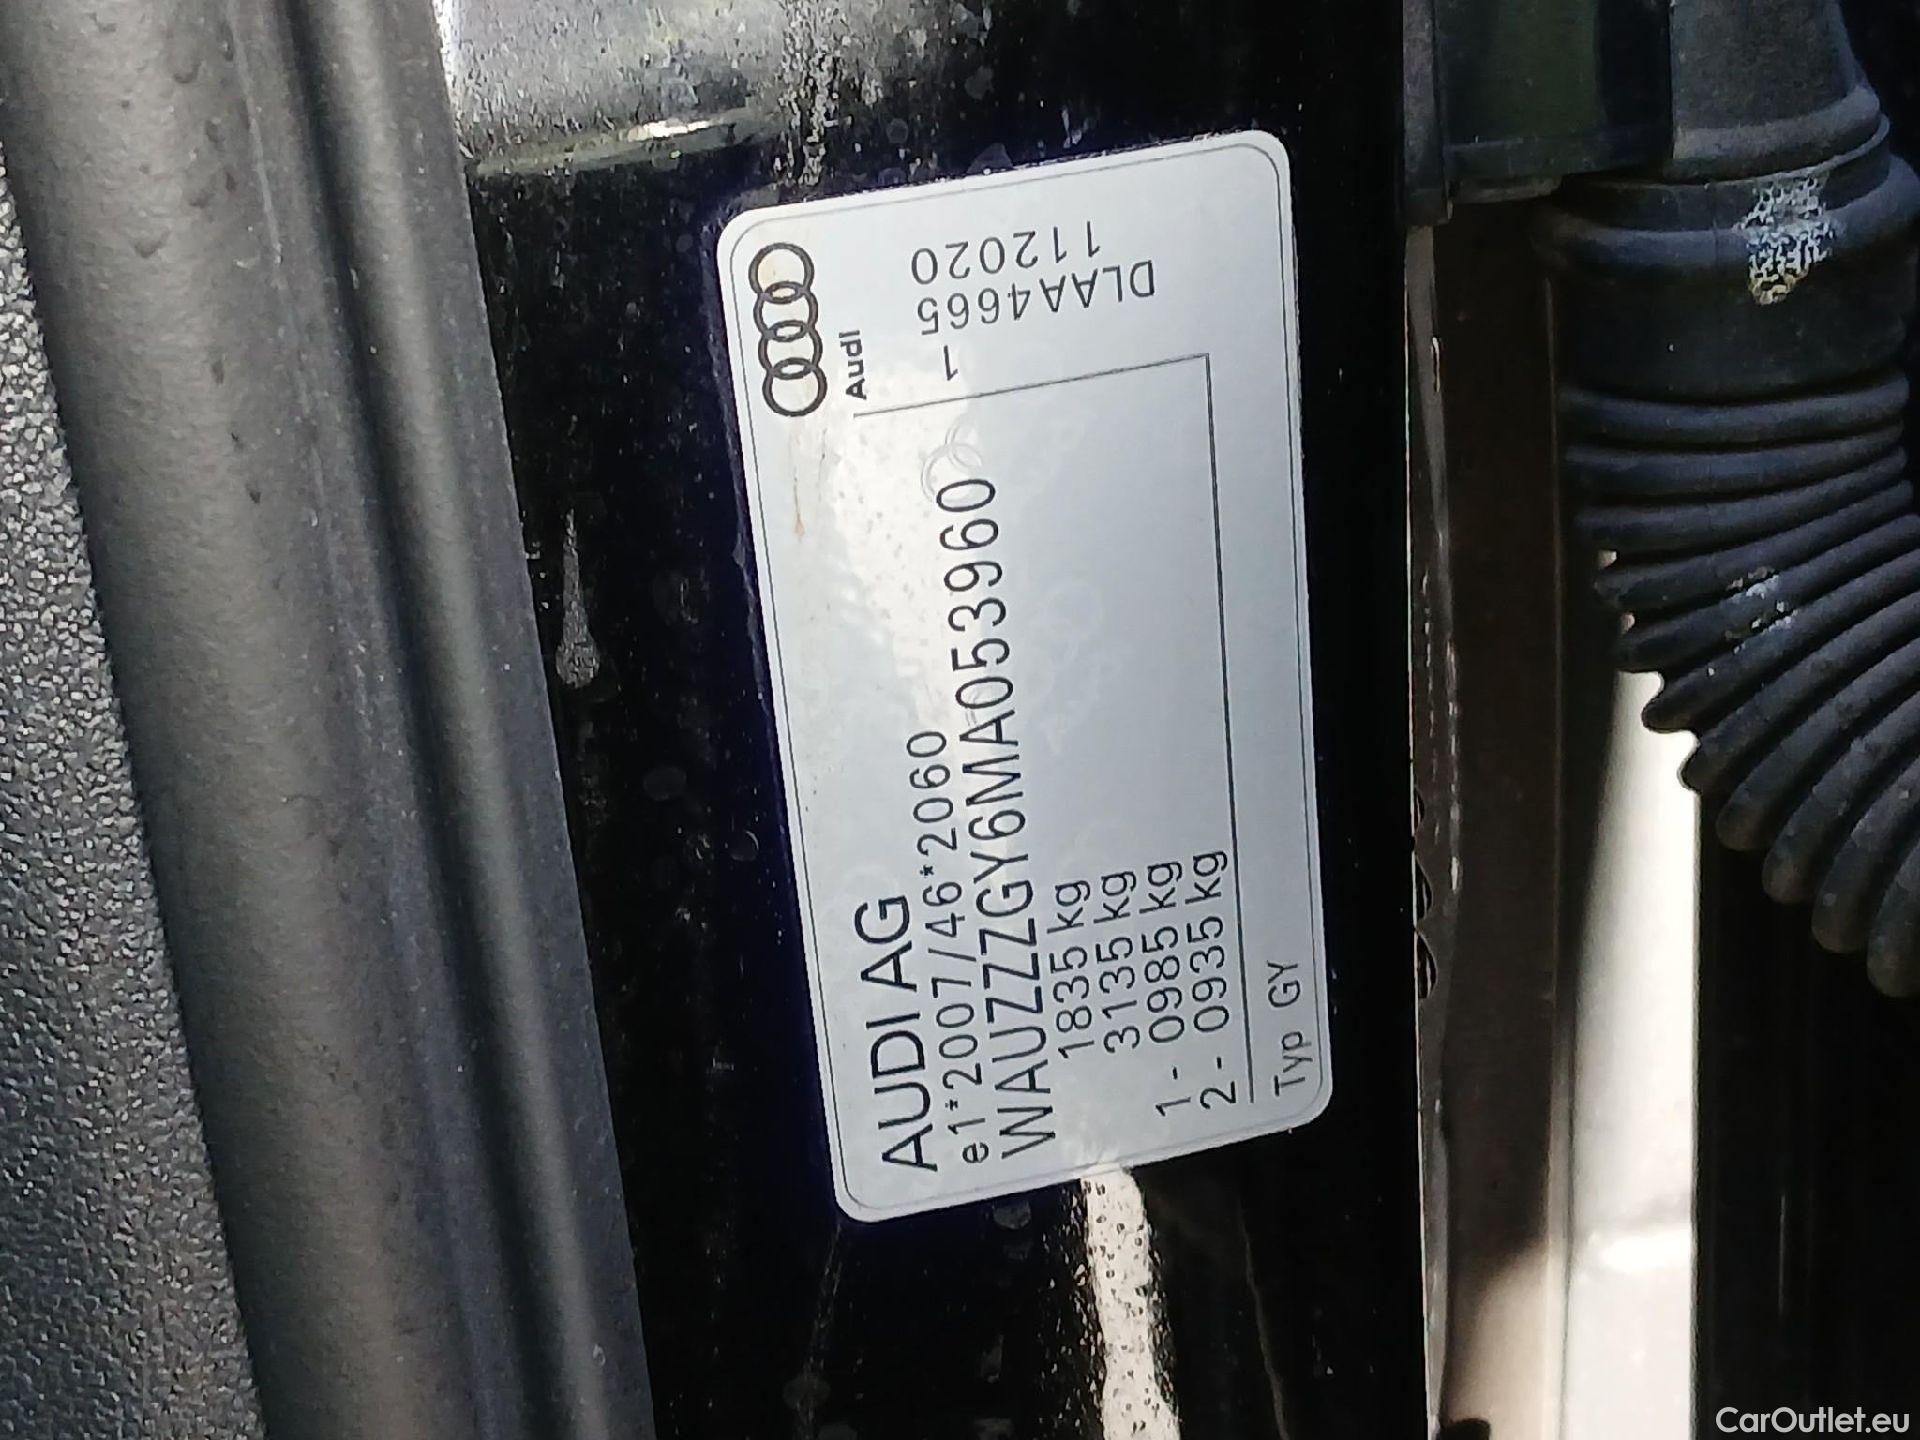 AUDI AG
e1*2007/46*2060
WAUZZZGY6MA053960
1835 kg
3135 kg
1- 0985 kg
2- 0935 kg
Typ GY
Audi
1
DLAA4665
112020
CarOutlet.eu